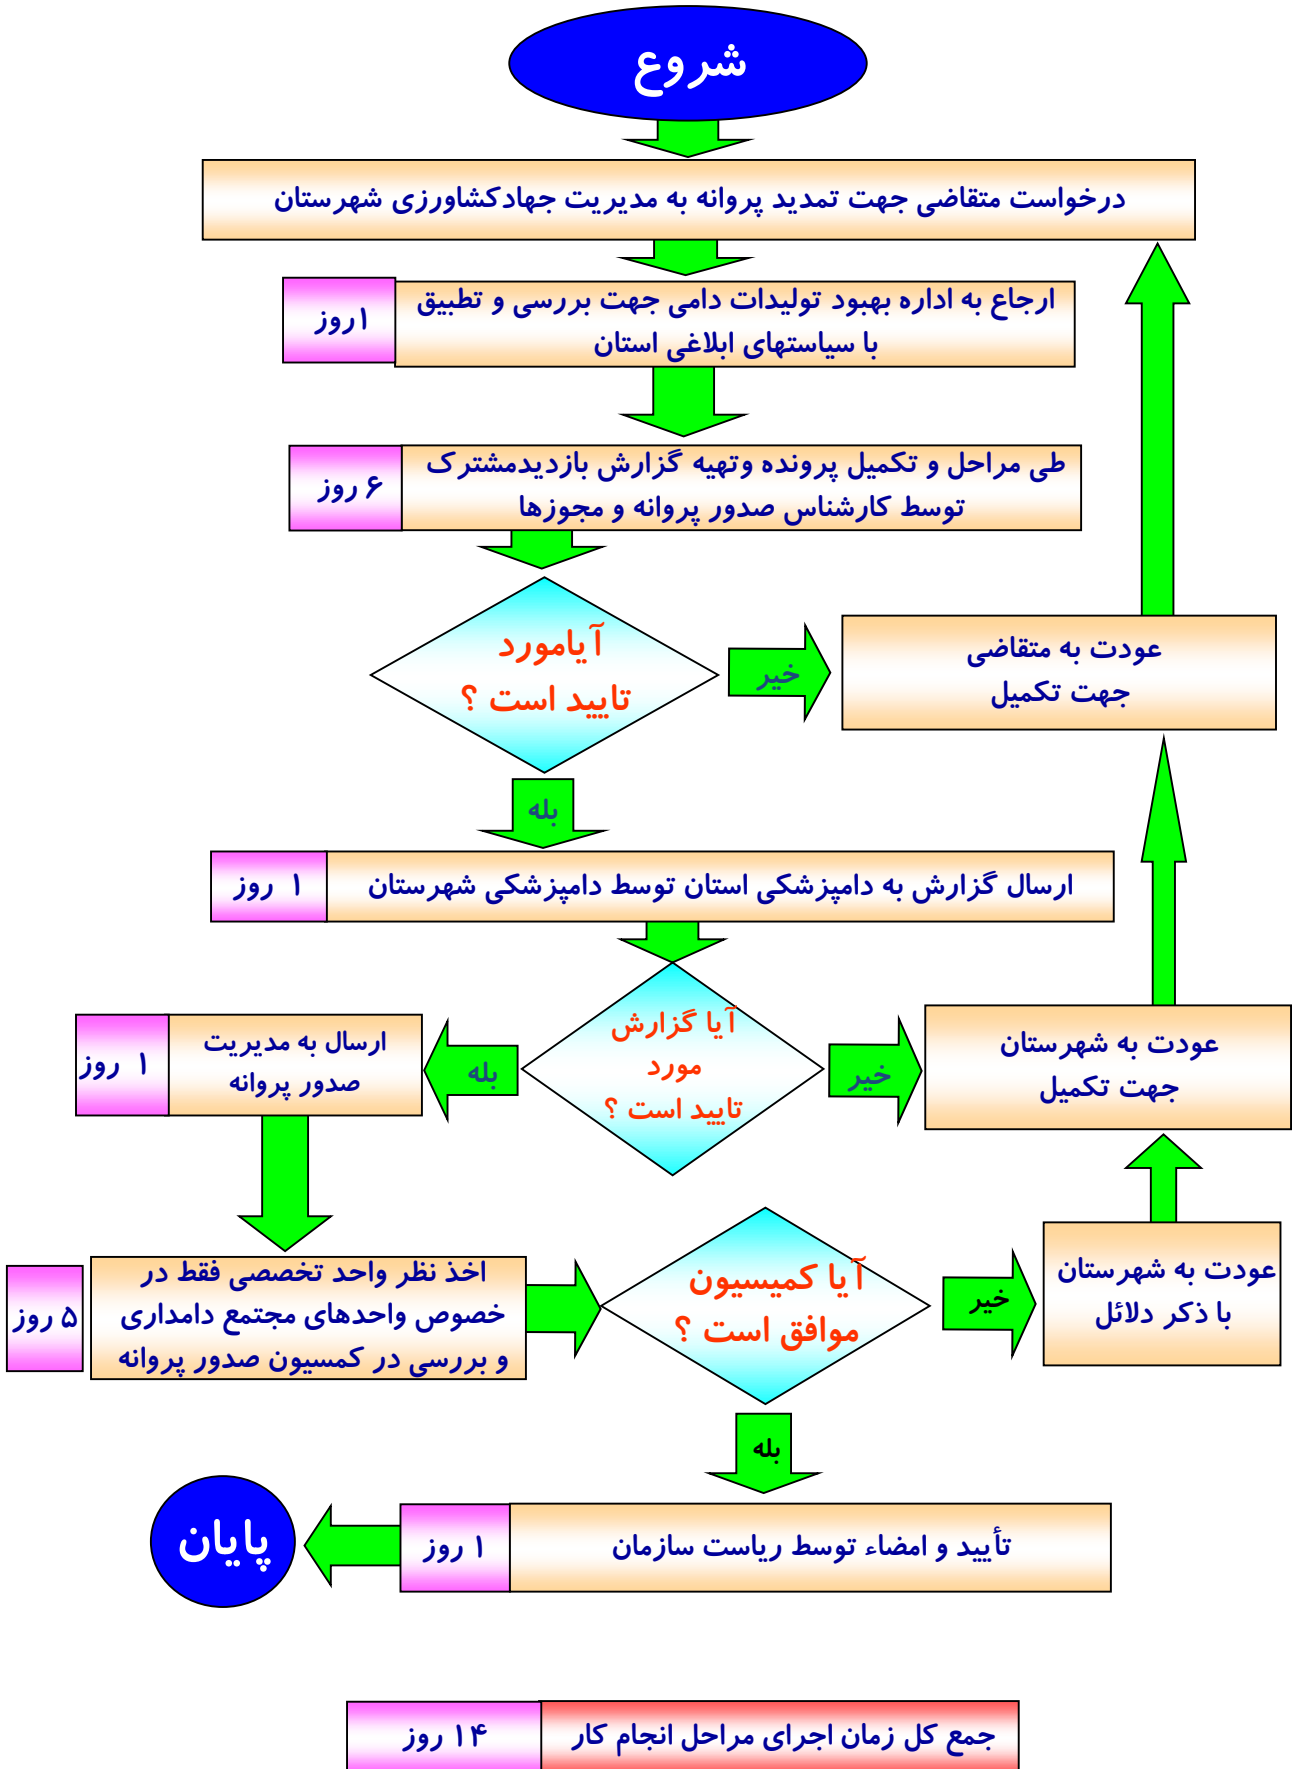 شروع
درخواست متقاضی جهت تمدید پروانه به مدیریت جهادکشاورزی شهرستان
ارجاع به اداره بهبود تولیدات دامی جهت بررسی و تطبیق
با سیاستهای ابلاغی استان
۱روز
طی مراحل و تکمیل پرونده وتهیه گزارش بازدیدمشترک
توسط کارشناس صدور پروانه و مجوزها
۶ روز
آیامورد
تایید است ؟
خیر
عودت به متقاضی
جهت تکمیل
بله
ارسال گزارش به دامپزشکی استان توسط دامپزشکی شهرستان
۱ روز
آیا گزارش
مورد
تایید است ؟
خیر
عودت به شهرستان
جهت تکمیل
بله
ارسال به مدیریت
صدور پروانه
۱ روز
اخذ نظر واحد تخصصی فقط در
خصوص واحدهای مجتمع دامداری
و بررسی در کمسیون صدور پروانه
۵ روز
آیا کمیسیون
موافق است ؟
خیر
عودت به شهرستان
با ذکر دلائل
بله
تأیید و امضاء توسط ریاست سازمان
۱ روز
پایان
جمع کل زمان اجرای مراحل انجام کار
۱۴ روز